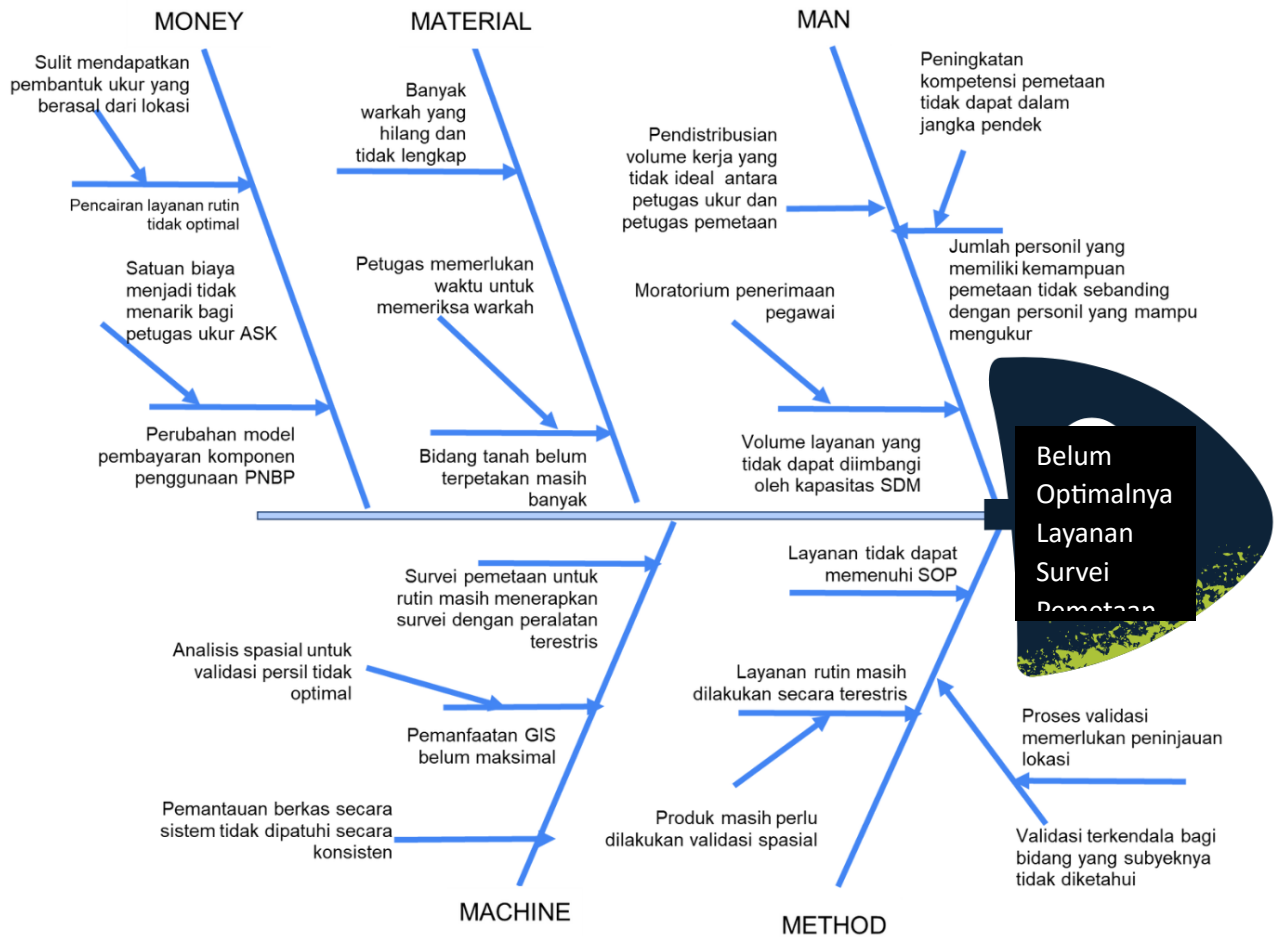 MONEY
Sulit mendapatkan
pembantuk ukur yang
berasal dari lokasi
Pencairan layanan rutin
tidak optimal
Satuan biaya
menjadi tidak
menarik bagi
petugas ukur ASK
Perubahan model
pembayaran komponen
penggunaan PNBP
MATERIAL
Banyak
warkah yang
hilang dan
tidak lengkap
Petugas memerlukan
waktu untuk
memeriksa warkah
Bidang tanah belum
terpetakan masih
banyak
MAN
Pendistribusian
volume kerja yang
tidak ideal antara
petugas ukur dan
petugas pemetaan
Peningkatan
kompetensi pemetaan
tidak dapat dalam
jangka pendek
Jumlah personil yang
memiliki kemampuan
pemetaan tidak sebanding
dengan personil yang mampu
mengukur
Moratorium penerimaan
pegawai
Volume layanan yang
tidak dapat diimbangi
oleh kapasitas SDM
Belum
Optimalnya
Layanan
Survei
Pemetaan
Survei pemetaan untuk
rutin masih menerapkan
survei dengan peralatan
terestris
Analisis spasial untuk
validasi persil tidak
optimal
Pemanfaatan GIS
belum maksimal
Pemantauan berkas secara
sistem tidak dipatuhi secara
konsisten
MACHINE
Layanan tidak dapat
memenuhi SOP
Layanan rutin masih
dilakukan secara terestris
Produk masih perlu
dilakukan validasi spasial
Proses validasi
memerlukan peninjauan
lokasi
Validasi terkendala bagi
bidang yang subyeknya
tidak diketahui
METHOD